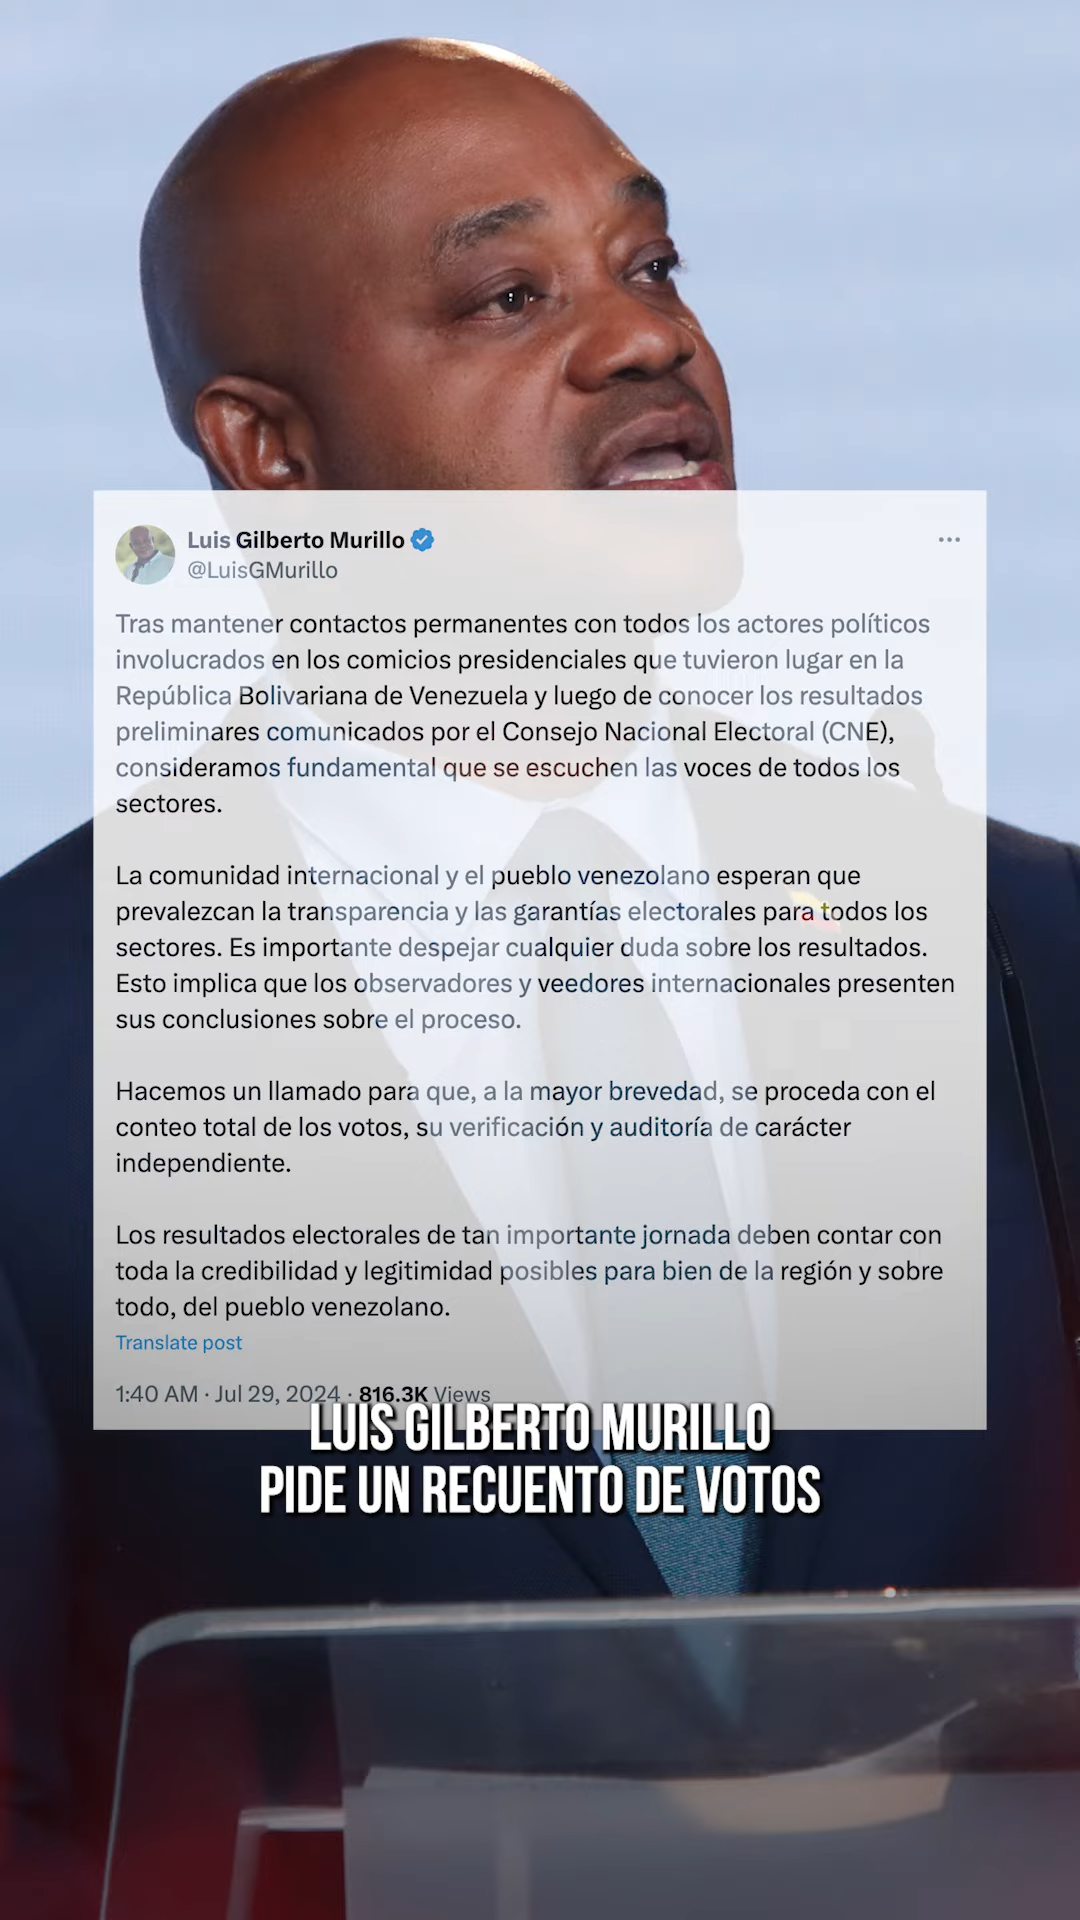 Luis Gilberto Murillo
@LuisGMurillo
Tras mantener contactos permanentes con todos los actores políticos
involucrados en los comicios presidenciales que tuvieron lugar en la
República Bolivariana de Venezuela y luego de conocer los resultados
preliminares comunicados por el Consejo Nacional Electoral (CNE),
consideramos fundamental que se escuchen las voces de todos los
sectores.
La comunidad internacional y el pueblo venezolano esperan que
prevalezcan la transparencia y las garantías electorales para todos los
sectores. Es importante despejar cualquier duda sobre los resultados.
Esto implica que los observadores y veedores internacionales presenten
sus conclusiones sobre el proceso.
Hacemos un llamado para que, a la mayor brevedad, se proceda con el
conteo total de los votos, su verificación y auditoría de carácter
independiente.
Los resultados electorales de tan importante jornada deben contar con
toda la credibilidad y legitimidad posibles para bien de la región y sobre
todo, del pueblo venezolano.
Translate post
1:40 AM · Jul 29, 2024 · 816.3K Views
LUIS GILBERTO MURILLO
PIDE UN RECUENTO DE VOTOS